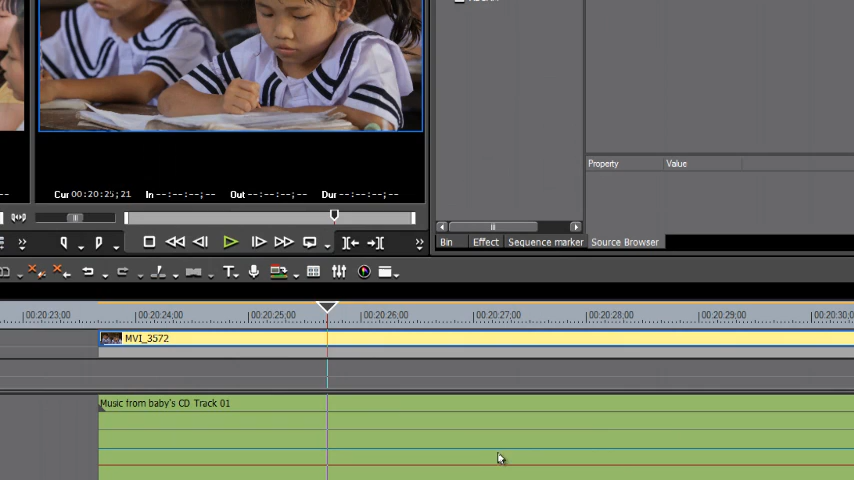 Cur 00:20:25;21 In --:--:--;-- Out --:--:--;-- Dur --:--:--;--
Property Value
Bin Effect Sequence marker Source Browser
00:20:23;00 00:20:24;00 00:20:25;00 00:20:26;00 00:20:27;00 00:20:28;00 00:20:29;00 00:20:30;0
MVI_3572
Music from baby's CD Track 01